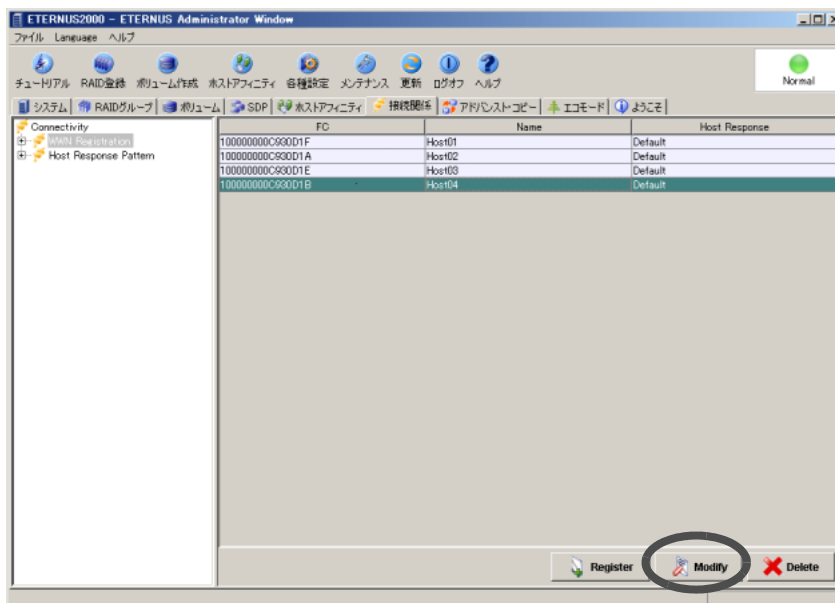 ETERNUS2000 - ETERNUS Administrator Window
ファイル Language ヘルプ
チュートリアル RAID登録 ボリューム作成 ホストアフィニティ 各種設定 メンテナンス 更新 ログオフ ヘルプ
Normal
システム RAIDグループ ボリューム SDP ホストアフィニティ 接続関係 アドバンスト・コピー エコモード ようこそ
Connectivity
WWN Registration
Host Response Pattern
FC Name Host Response
100000000C930D1F Host01 Default
100000000C930D1A Host02 Default
100000000C930D1E Host03 Default
100000000C930D1B Host04 Default
Register Modify Delete